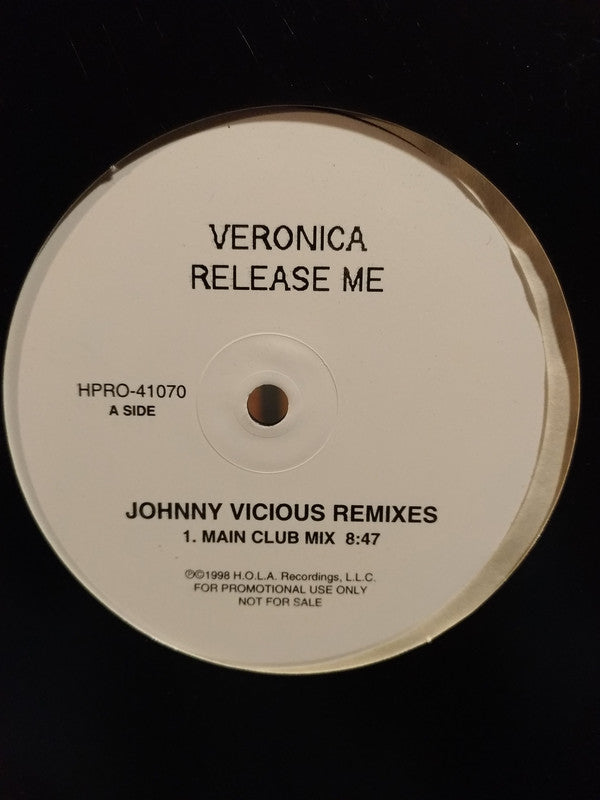 VERONICA
RELEASE ME
HPRO-41070
A SIDE
JOHNNY VICIOUS REMIXES
1. MAIN CLUB MIX 8:47
℗©1998 H.O.L.A. Recordings, L.L.C.
FOR PROMOTIONAL USE ONLY
NOT FOR SALE